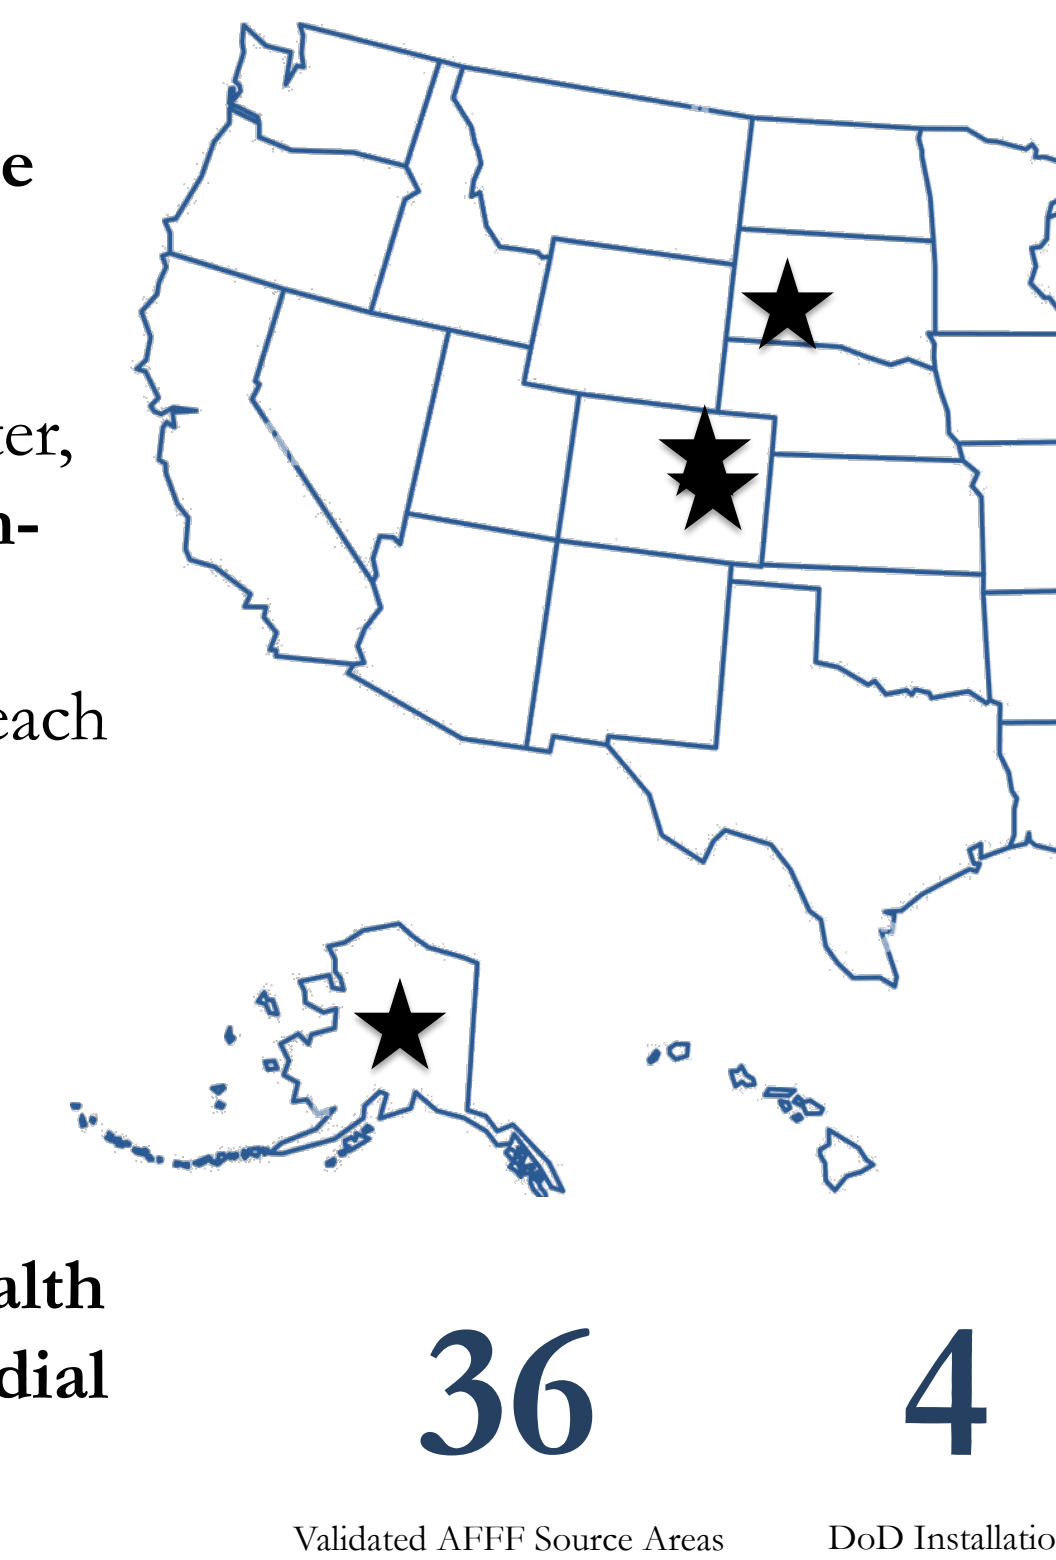 e
ter,
n-
each
alth
dial
36
4
Validated AFFF Source Areas
DoD Installatio